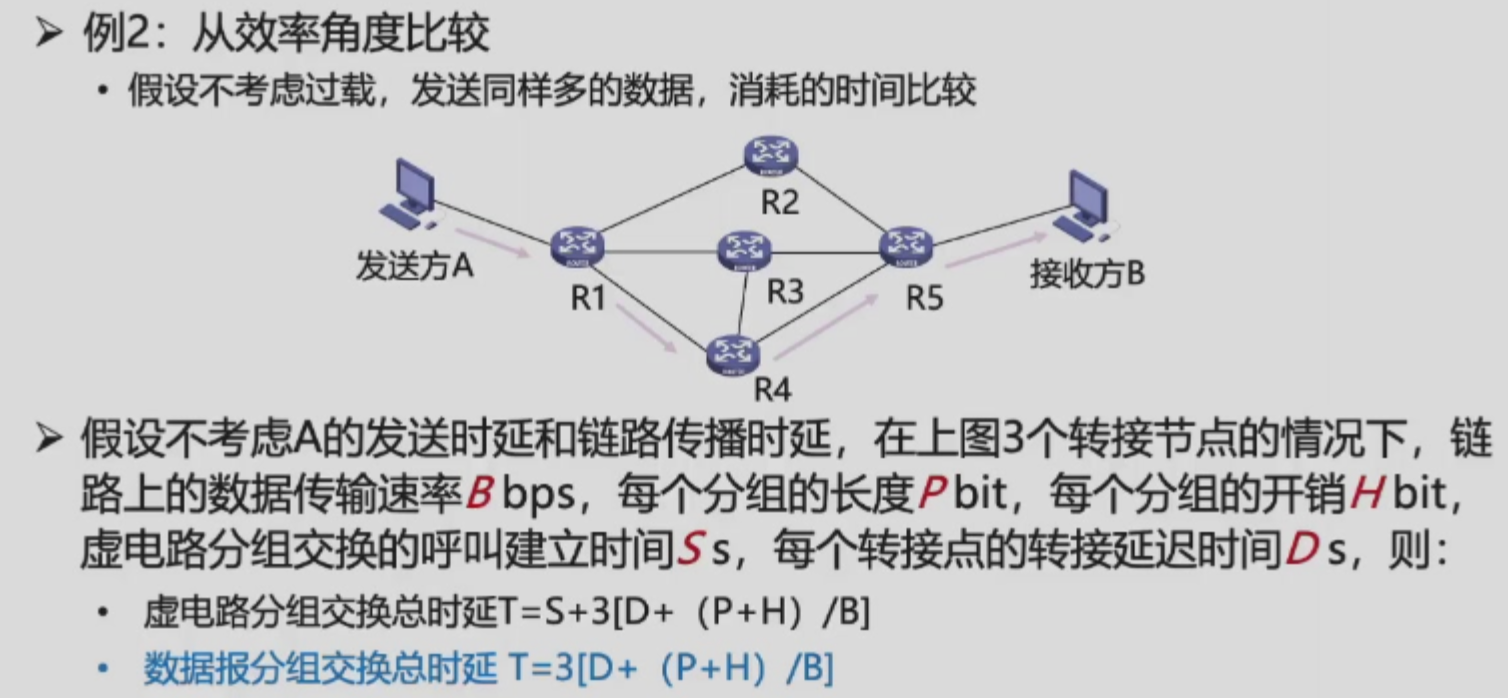 ➢ 例2：从效率角度比较
• 假设不考虑过载，发送同样多的数据，消耗的时间比较
R2
发送方A
R1
R3
R5
接收方B
R4
➢ 假设不考虑A的发送时延和链路传播时延，在上图3个转接节点的情况下，链
路上的数据传输速率B bps，每个分组的长度P bit，每个分组的开销H bit，
虚电路分组交换的呼叫建立时间S s，每个转接点的转接延迟时间D s，则：
• 虚电路分组交换总时延T=S+3[D+（P+H）/B]
• 数据报分组交换总时延 T=3[D+（P+H）/B]